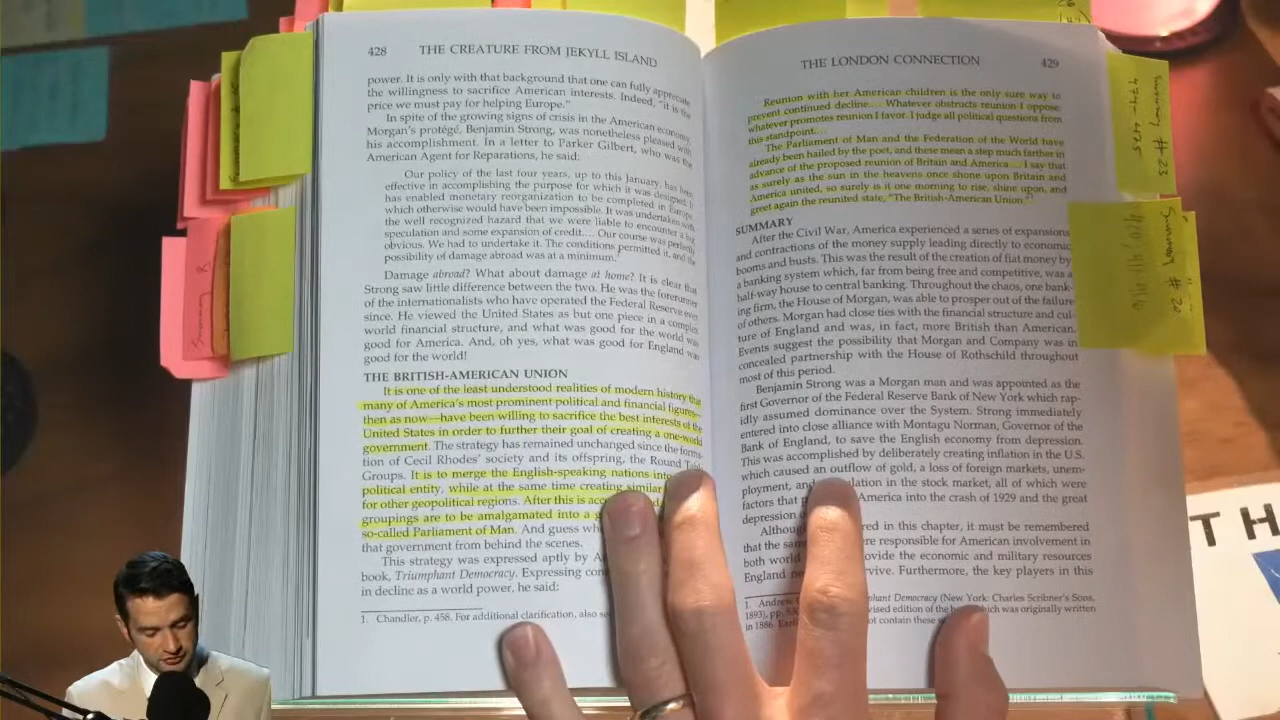 428 THE CREATURE FROM JEKYLL ISLAND
power. It is only with that background that one can fully appreciate
the willingness to sacrifice American interests. Indeed, "it is the
price we must pay for helping Europe."
In spite of the growing signs of crisis in the American economy,
Morgan's protégé, Benjamin Strong, was nonetheless pleased with
his accomplishment. In a letter to Parker Gilbert, who was the
American Agent for Reparations, he said:
Our policy of the last four years, up to this January, has been
effective in accomplishing the purpose for which it was designed. It
has enabled monetary reorganization to be completed in Europe,
which otherwise would have been impossible. It was undertaken with
the well recognized hazard that we were liable to encounter a big
speculation and some expansion of credit.... Our course was perfectly
obvious. We had to undertake it. The conditions permitted it, and the
possibility of damage abroad was at a minimum.¹
Damage abroad? What about damage at home? It is clear that
Strong saw little difference between the two. He was the forerunner
of the internationalists who have operated the Federal Reserve ever
since. He viewed the United States as but one piece in a complex
world financial structure, and what was good for the world was
good for America. And, oh yes, what was good for England was
good for the world!
THE BRITISH-AMERICAN UNION
It is one of the least understood realities of modern history that
many of America's most prominent political and financial figures—
then as now—have been willing to sacrifice the best interests of the
United States in order to further their goal of creating a one-world
government. The strategy has remained unchanged since the forma-
tion of Cecil Rhodes' society and its offspring, the Round Table
Groups. It is to merge the English-speaking nations into
political entity, while at the same time creating similar
for other geopolitical regions. After this is
groupings are to be amalgamated into a
so-called Parliament of Man. And guess
that government from behind the scenes.
This strategy was expressed aptly by
book, Triumphant Democracy. Expressing
in decline as a world power, he said:
1. Chandler, p. 458. For additional clarification, also
THE LONDON CONNECTION 429
Reunion with her American children is the only sure way to
prevent continued decline.... Whatever obstructs reunion I oppose;
whatever promotes reunion I favor. I judge all political questions from
this standpoint....
The Parliament of Man and the Federation of the World have
already been hailed by the poet, and these mean a step much farther in
advance of the proposed reunion of Britain and America.... I say that
as surely as the sun in the heavens once shone upon Britain and
America united, so surely is it one morning to rise, shine upon, and
greet again the reunited state, "The British-American Union."¹
SUMMARY
After the Civil War, America experienced a series of expansions
and contractions of the money supply leading directly to economic
booms and busts. This was the result of the creation of fiat money by
a banking system which, far from being free and competitive, was a
half-way house to central banking. Throughout the chaos, one bank-
ing firm, the House of Morgan, was able to prosper out of the failure
of others. Morgan had close ties with the financial structure and cul-
ture of England and was, in fact, more British than American.
Events suggest the possibility that Morgan and Company was in
concealed partnership with the House of Rothschild throughout
most of this period.
Benjamin Strong was a Morgan man and was appointed as the
first Governor of the Federal Reserve Bank of New York which rap-
idly assumed dominance over the System. Strong immediately
entered into close alliance with Montagu Norman, Governor of the
Bank of England, to save the English economy from depression.
This was accomplished by deliberately creating inflation in the U.S.
which caused an outflow of gold, a loss of foreign markets, unem-
ployment, and in the stock market, all of which were
factors that America into the crash of 1929 and the great
depression
in this chapter, it must be remembered
that the were responsible for American involvement in
both world the economic and military resources
England Furthermore, the key players in this
1. Democracy (New York: Charles Scribner's Sons,
1893), edition of the which was originally written
in 1886. not contain these
Summary # 23
474-475
Summary # 20
TH